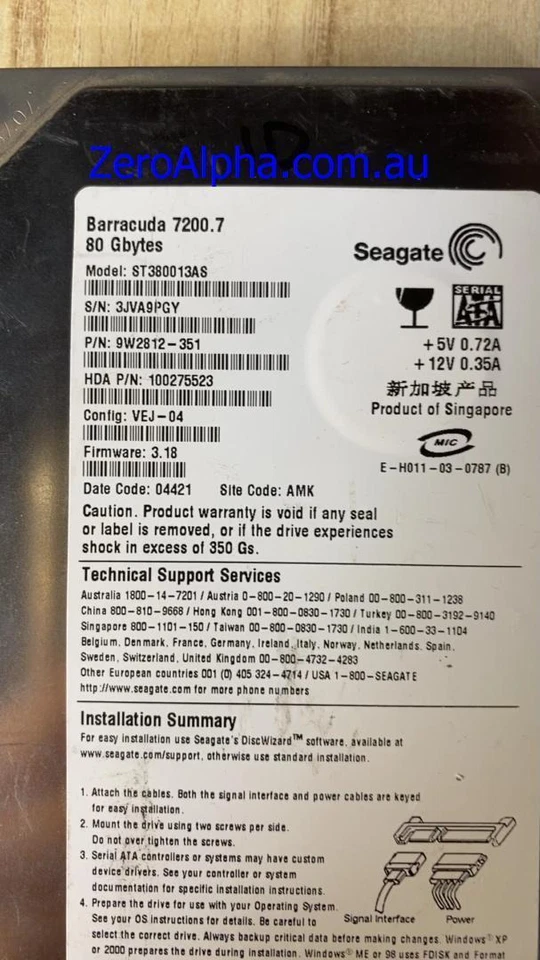 ZeroAlpha.com.au
Barracuda 7200.7
80 Gbytes
Model: ST380013AS
S/N: 3JVA9PGY
P/N: 9W2812-351
HDA P/N: 100275523
Config: VEJ-04
Firmware: 3.18
Date Code: 04421 Site Code: AMK
Seagate
SERIAL
ATA
+5V 0.72A
+12V 0.35A
新加坡产品
Product of Singapore
MIC
E-H011-03-0787 (B)
Caution. Product warranty is void if any seal
or label is removed, or if the drive experiences
shock in excess of 350 Gs.
Technical Support Services
Australia 1800-14-7201 / Austria 0-800-20-1290 / Poland 00-800-311-1238
China 800-810-9668 / Hong Kong 001-800-0830-1730 / Turkey 00-800-3192-9140
Singapore 800-1101-150 / Taiwan 00-800-0830-1730 / India 1-600-33-1104
Belgium, Denmark, France, Germany, Ireland, Italy, Norway, Netherlands, Spain,
Sweden, Switzerland, United Kingdom 00-800-4732-4283
Other European countries 001 (0) 405 324-4714 / USA 1-800-SEAGATE
http://www.seagate.com for more phone numbers
Installation Summary
For easy installation use Seagate's DiscWizard™ software, available at
www.seagate.com/support, otherwise use standard installation.
1. Attach the cables. Both the signal interface and power cables are keyed
for easy installation.
2. Mount the drive using two screws per side.
Do not over tighten the screws.
3. Serial ATA controllers or systems may have custom
device drivers. See your controller or system
documentation for specific installation instructions.
4. Prepare the drive for use with your Operating System.
See your OS instructions for details. Be careful to
select the correct drive. Always backup critical data before making changes. Windows® XP
or 2000 prepares the drive during installation. Windows® ME or 98 uses FDISK and Format
Signal Interface Power